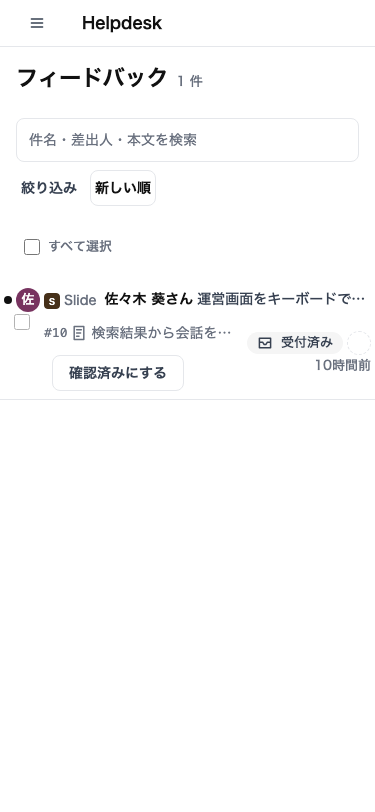 Helpdesk
フィードバック 1 件
件名・差出人・本文を検索
絞り込み 新しい順
すべて選択
佐 s Slide 佐々木 葵さん 運営画面をキーボードで…
#10 検索結果から会話を… 受付済み
10時間前
確認済みにする